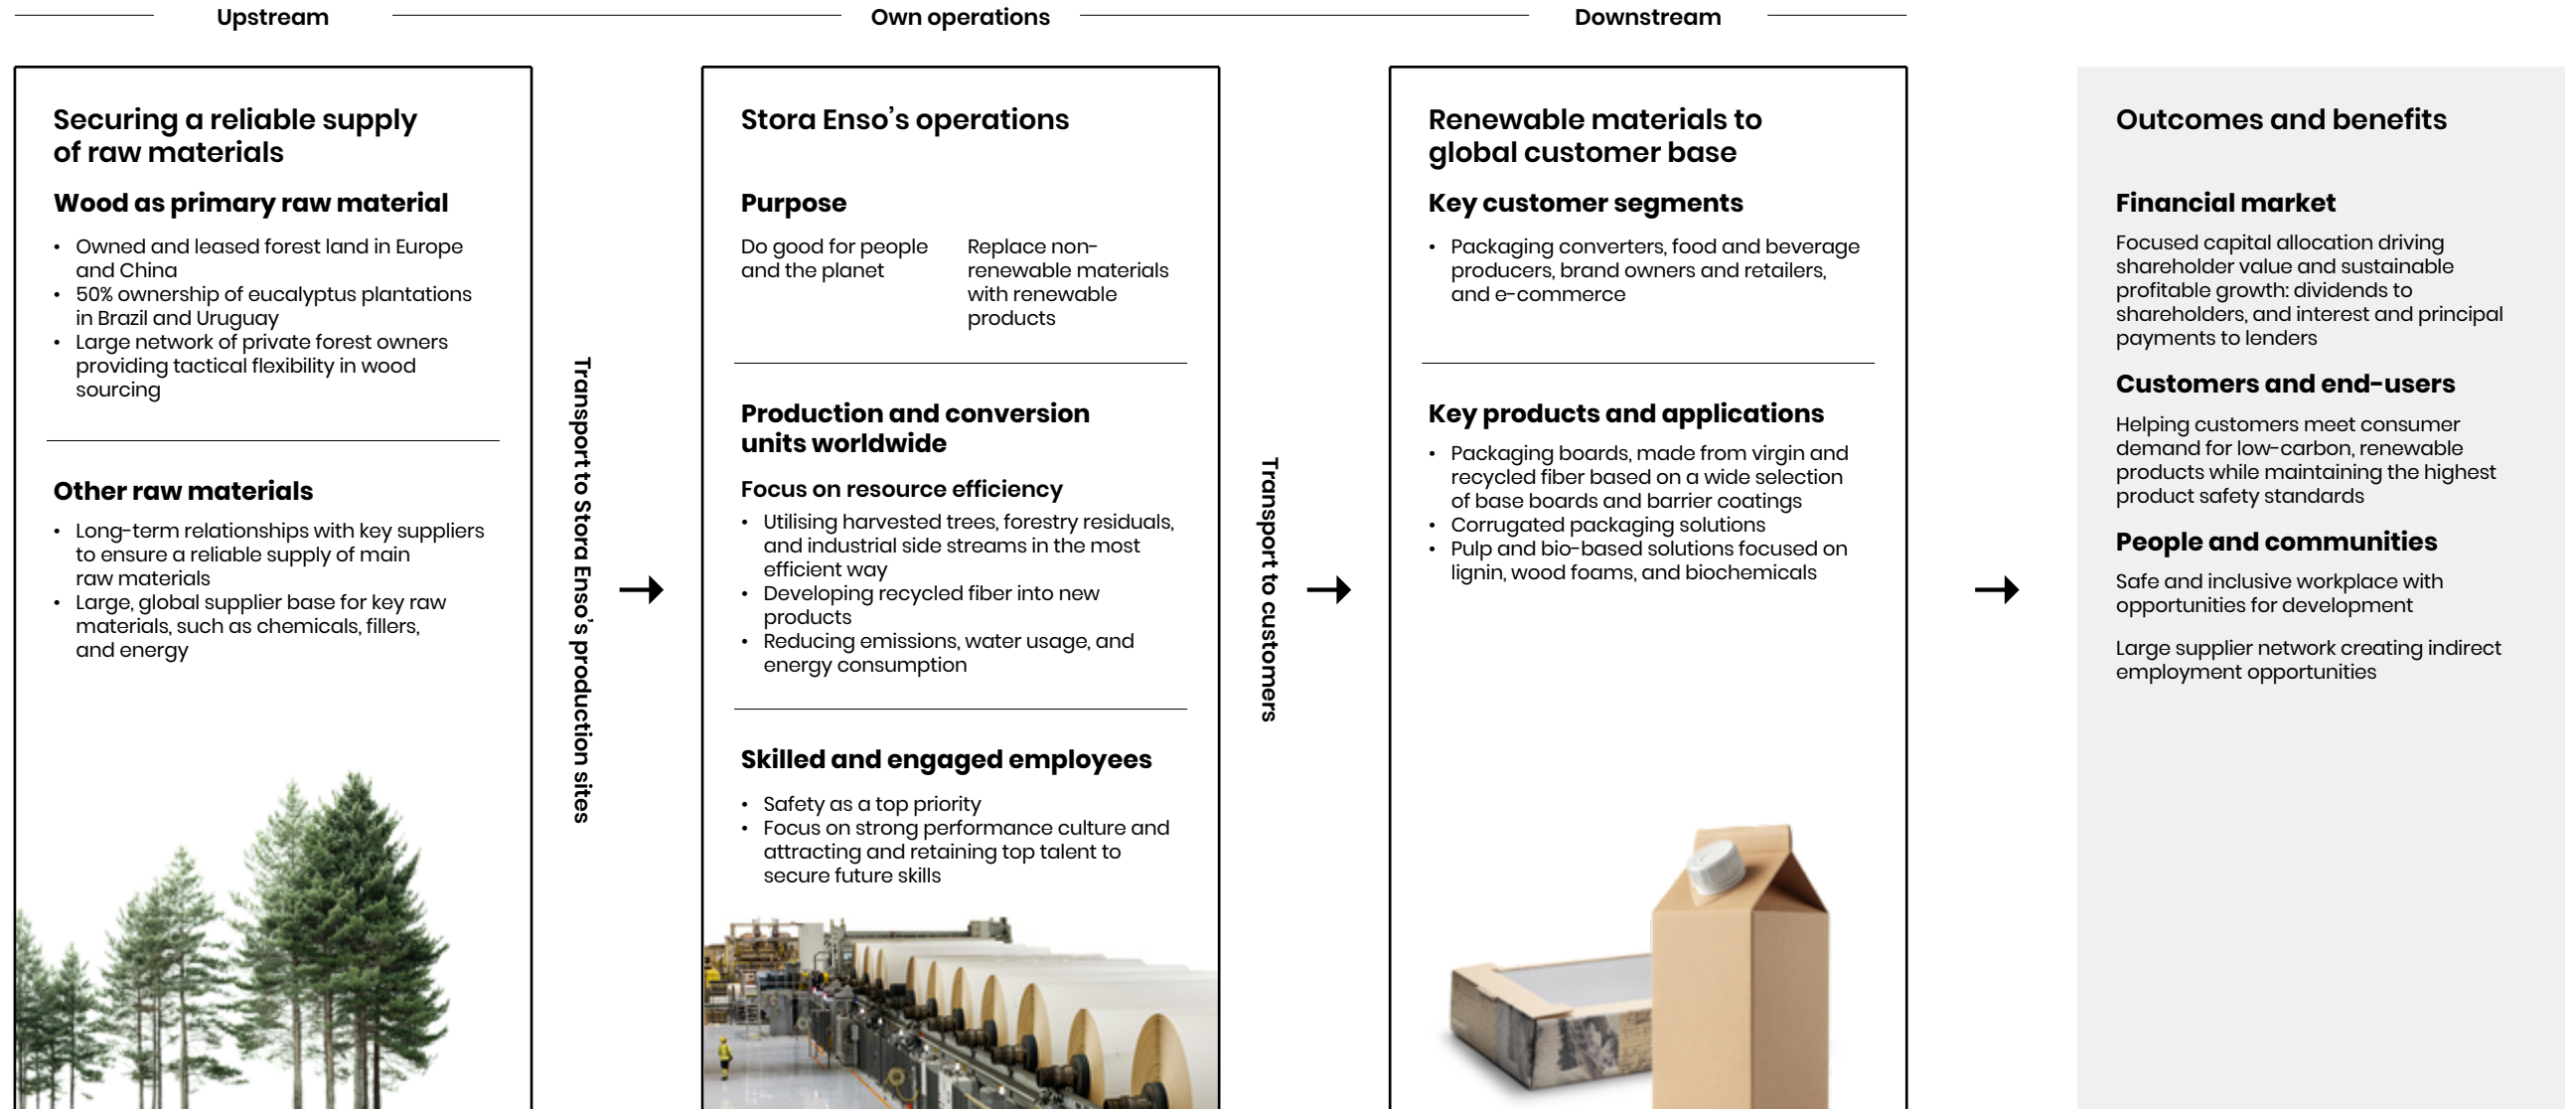 Upstream
Own operations
Downstream
Securing a reliable supply
of raw materials
Wood as primary raw material
• Owned and leased forest land in Europe
and China
• 50% ownership of eucalyptus plantations
in Brazil and Uruguay
• Large network of private forest owners
providing tactical flexibility in wood
sourcing
Other raw materials
• Long-term relationships with key suppliers
to ensure a reliable supply of main
raw materials
• Large, global supplier base for key raw
materials, such as chemicals, fillers,
and energy
Transport to Stora Enso’s production sites
Stora Enso’s operations
Purpose
Do good for people
and the planet
Replace non-
renewable materials
with renewable
products
Production and conversion
units worldwide
Focus on resource efficiency
• Utilising harvested trees, forestry residuals,
and industrial side streams in the most
efficient way
• Developing recycled fiber into new
products
• Reducing emissions, water usage, and
energy consumption
Skilled and engaged employees
• Safety as a top priority
• Focus on strong performance culture and
attracting and retaining top talent to
secure future skills
Transport to customers
Renewable materials to
global customer base
Key customer segments
• Packaging converters, food and beverage
producers, brand owners and retailers,
and e-commerce
Key products and applications
• Packaging boards, made from virgin and
recycled fiber based on a wide selection
of base boards and barrier coatings
• Corrugated packaging solutions
• Pulp and bio-based solutions focused on
lignin, wood foams, and biochemicals
Outcomes and benefits
Financial market
Focused capital allocation driving
shareholder value and sustainable
profitable growth: dividends to
shareholders, and interest and principal
payments to lenders
Customers and end-users
Helping customers meet consumer
demand for low-carbon, renewable
products while maintaining the highest
product safety standards
People and communities
Safe and inclusive workplace with
opportunities for development
Large supplier network creating indirect
employment opportunities